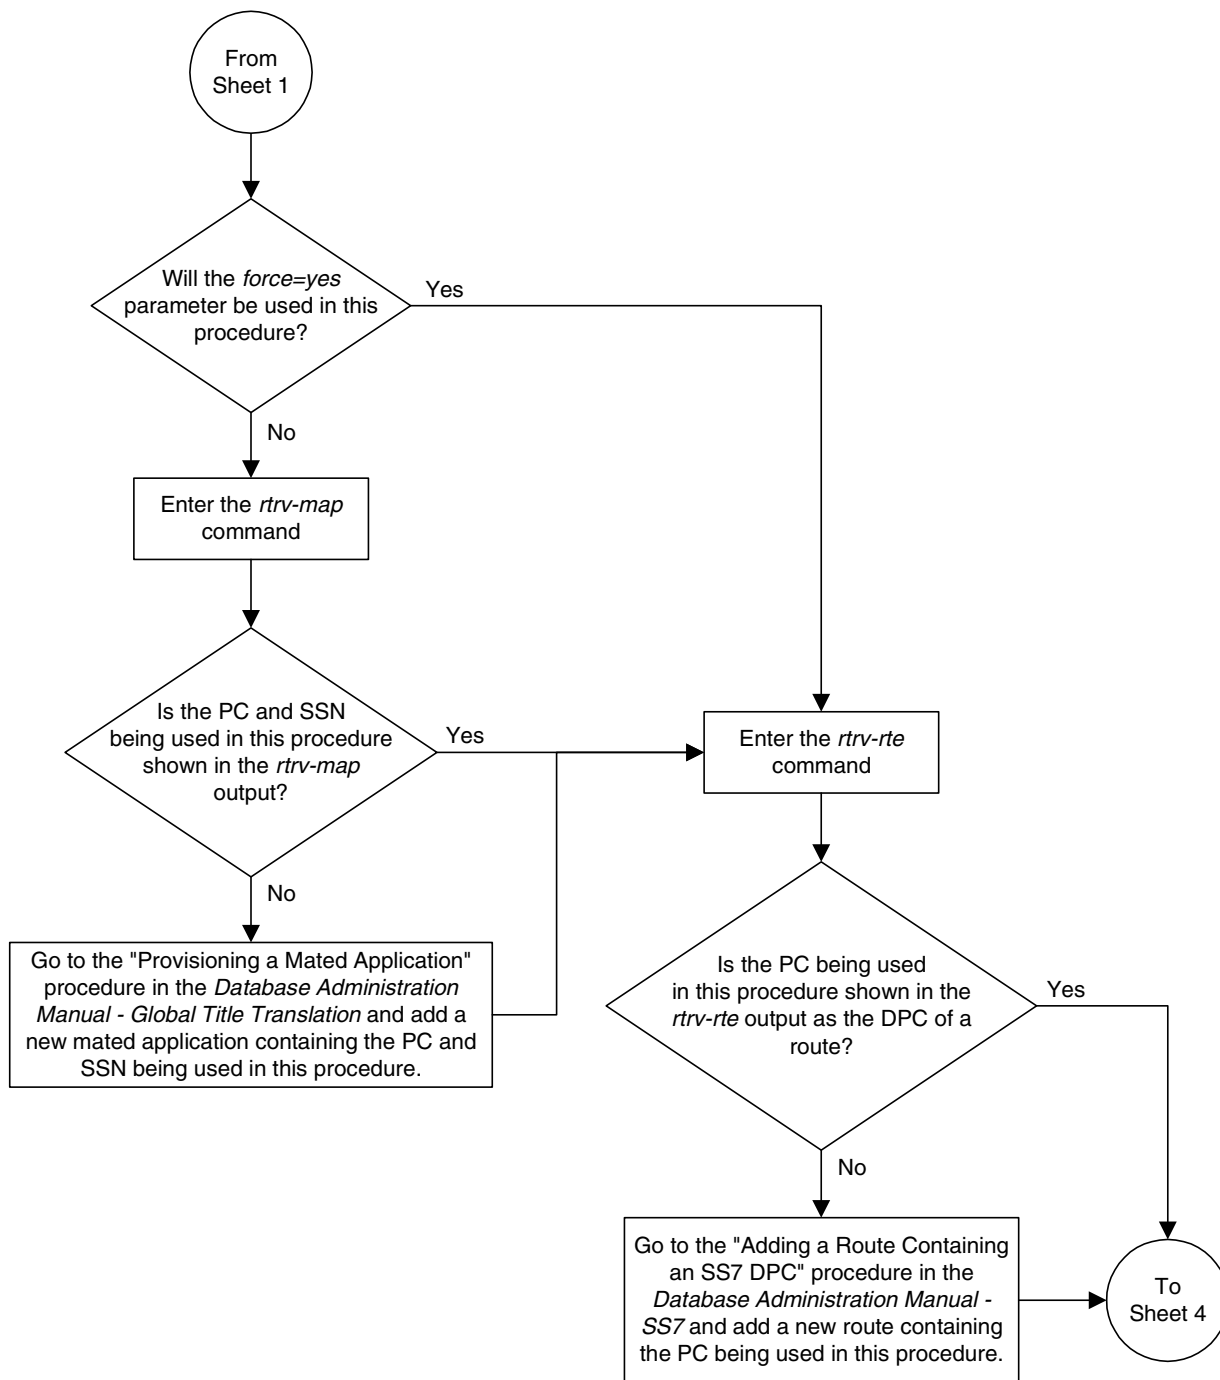 From
Sheet 1
Will the force=yes
parameter be used in this
procedure?
Yes
No
Enter the rtrv-map
command
Is the PC and SSN
being used in this procedure
shown in the rtrv-map
output?
Yes
No
Go to the "Provisioning a Mated Application"
procedure in the Database Administration
Manual - Global Title Translation and add a
new mated application containing the PC and
SSN being used in this procedure.
Enter the rtrv-rte
command
Is the PC being used
in this procedure shown in the
rtrv-rte output as the DPC of a
route?
Yes
No
Go to the "Adding a Route Containing
an SS7 DPC" procedure in the
Database Administration Manual -
SS7 and add a new route containing
the PC being used in this procedure.
To
Sheet 4